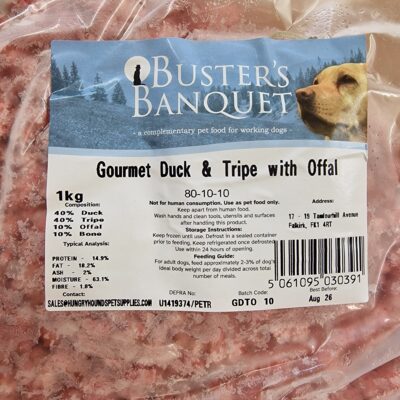 BUSTER'S
BANQUET
- a complementary pet food for working dogs -
Gourmet Duck & Tripe with Offal
1kg
Composition:
40% Duck
40% Tripe
10% Offal
10% Bone
Typical Analysis:
PROTEIN - 14.9%
FAT - 18.2%
ASH - 2%
MOISTURE - 63.1%
FIBRE - 1.8%
Contact:
SALES@HUNGRYHOUNDSPETSUPPLIES.COM
80-10-10
Not for human consumption. Use as pet food only.
Keep apart from human food.
Wash hands and clean tools, utensils and surfaces
after handling this product.
Storage Instructions:
Keep frozen until use. Defrost in a sealed container
prior to feeding. Keep refrigerated once defrosted.
Use within 24 hours of opening.
Feeding Guide:
For adult dogs, feed approximately 2-3% of dog's
ideal body weight per day divided across total
number of meals.
DEFRA No:
U1419374/PETR
Batch Code:
GDTO 10
Address:
17 - 19 Avenue
Falkirk, FK1 4RT
5 061095 030391
Best Before:
Aug 26